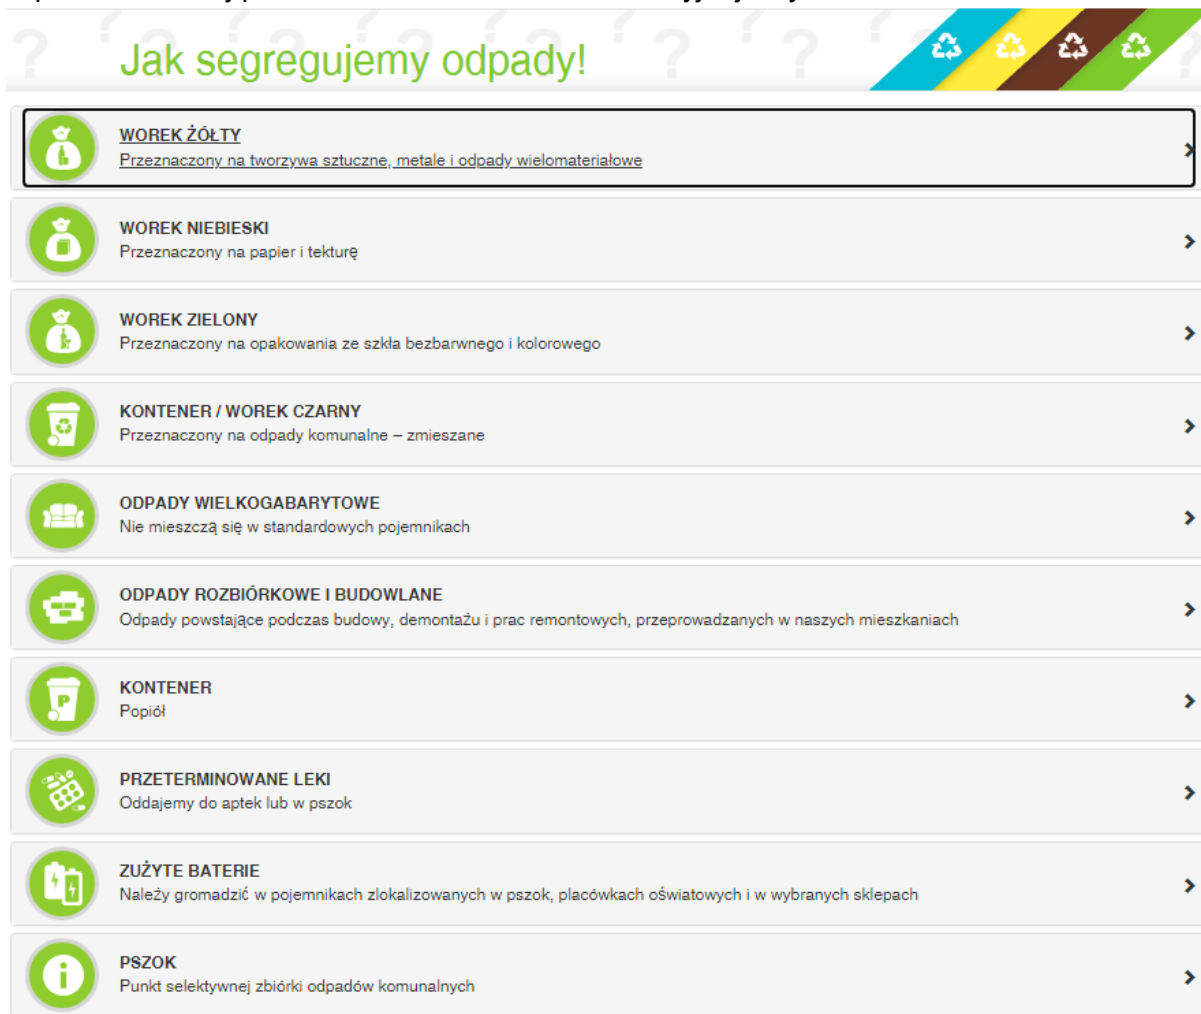 Jak segregujemy odpady!
WOREK ŻÓŁTY
Przeznaczony na tworzywa sztuczne, metale i odpady wielomateriałowe
WOREK NIEBIESKI
Przeznaczony na papier i tekturę
WOREK ZIELONY
Przeznaczony na opakowania ze szkła bezbarwnego i kolorowego
KONTENER / WOREK CZARNY
Przeznaczony na odpady komunalne – zmieszane
ODPADY WIELKOGABARYTOWE
Nie mieszczą się w standardowych pojemnikach
ODPADY ROZBIÓRKOWE I BUDOWLANE
Odpady powstające podczas budowy, demontażu i prac remontowych, przeprowadzanych w naszych mieszkaniach
P
KONTENER
Popiół
PRZETERMINOWANE LEKI
Oddajemy do aptek lub w pszok
ZUŻYTE BATERIE
Należy gromadzić w pojemnikach zlokalizowanych w pszok, placówkach oświatowych i w wybranych sklepach
PSZOK
Punkt selektywnej zbiórki odpadów komunalnych